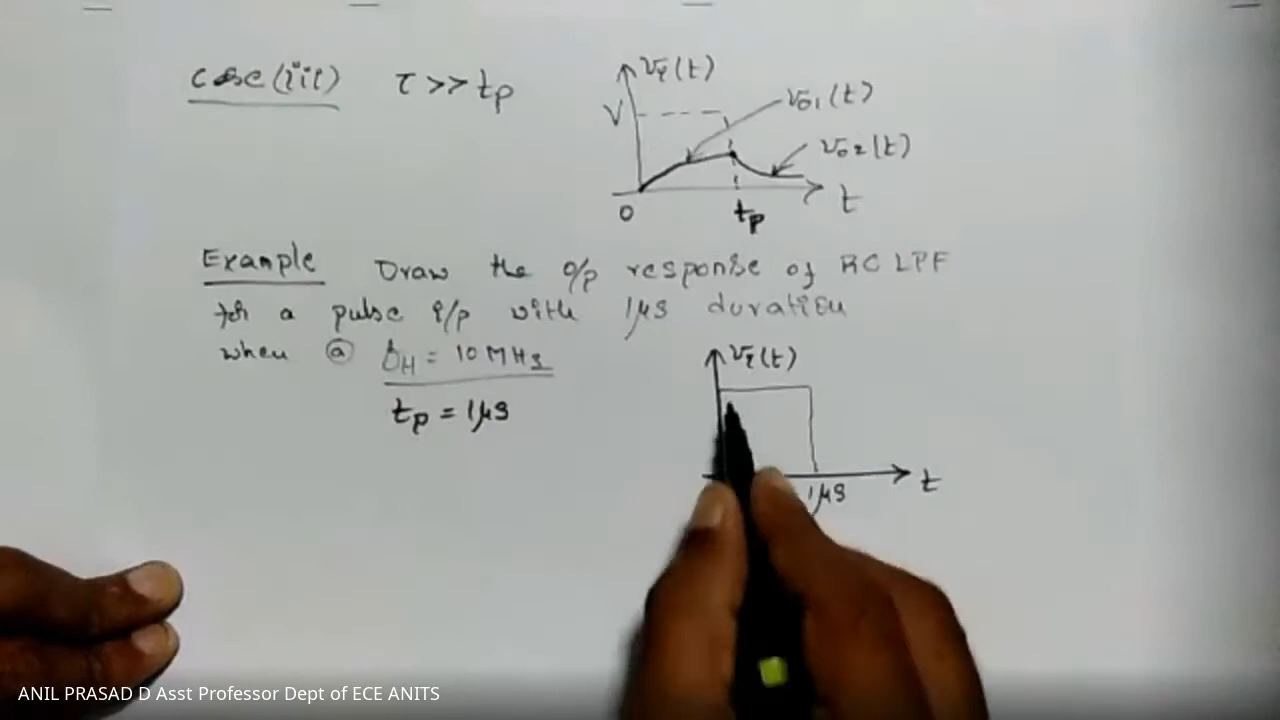 case (iii) τ >> tp
vi(t)
V
vo1(t)
vo2(t)
0 tp t
Example Draw the o/p response of RC LPF
for a pulse i/p with 1μs duration
when ⓐ fH = 10 MHz
tp = 1μs
vi(t)
1μs t
ANIL PRASAD D Asst Professor Dept of ECE ANITS